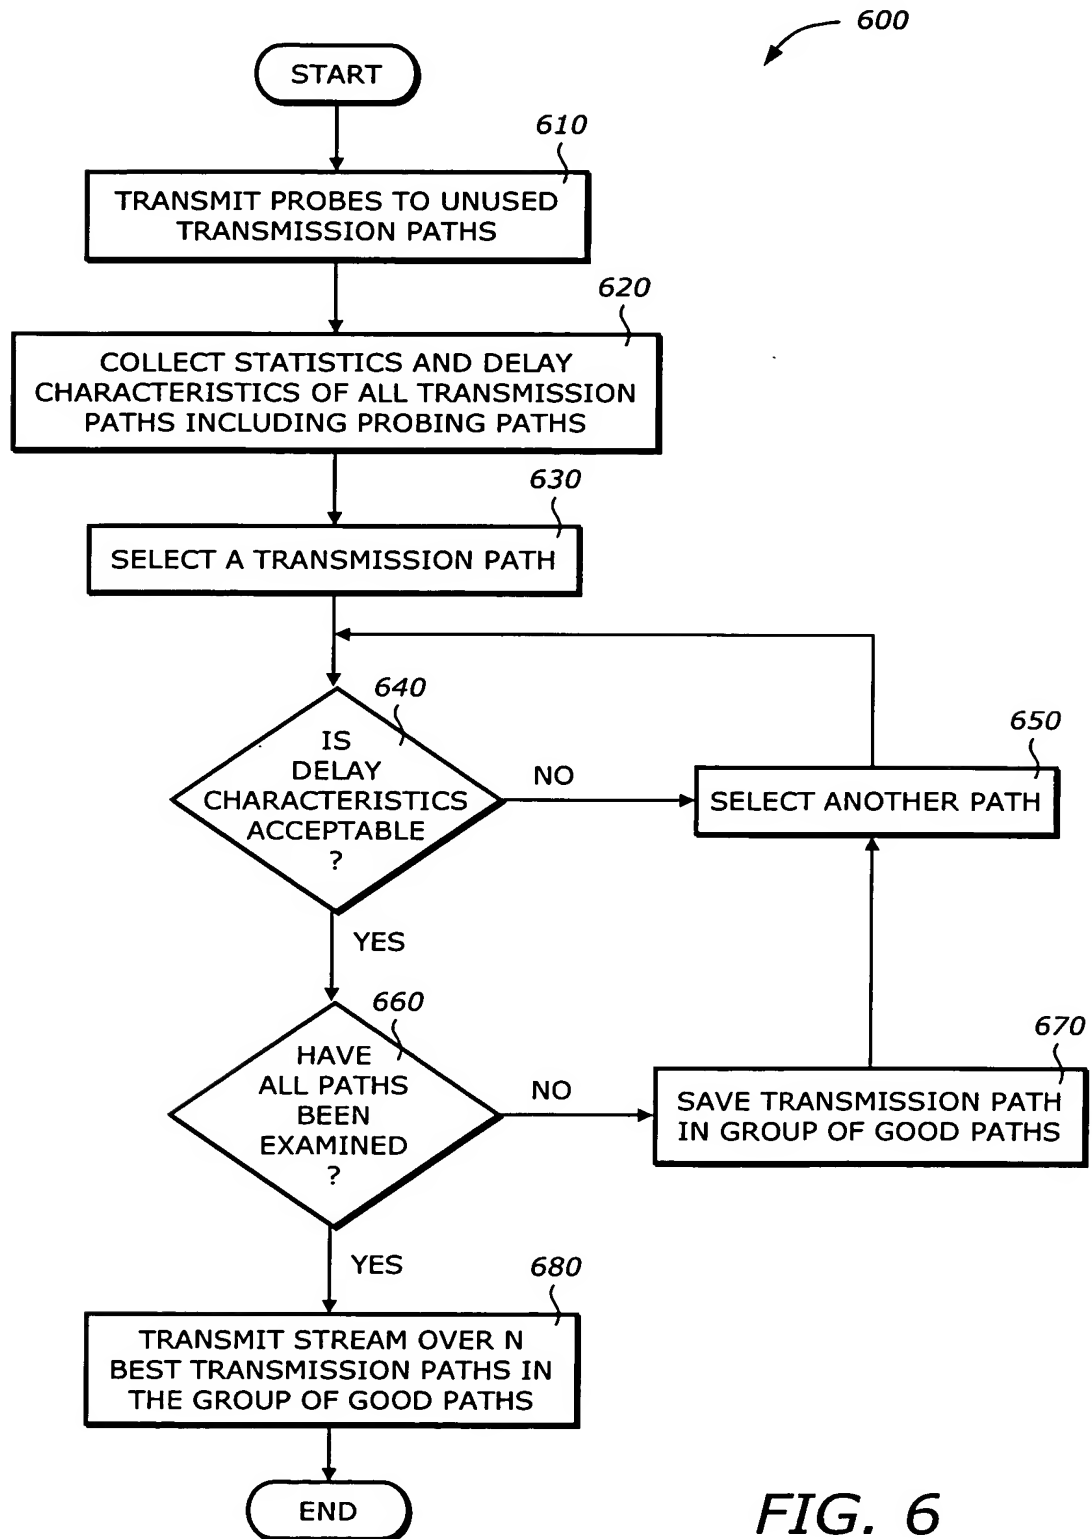 600
START
610
TRANSMIT PROBES TO UNUSED
TRANSMISSION PATHS
620
COLLECT STATISTICS AND DELAY
CHARACTERISTICS OF ALL TRANSMISSION
PATHS INCLUDING PROBING PATHS
630
SELECT A TRANSMISSION PATH
640
IS
DELAY
CHARACTERISTICS
ACCEPTABLE
?
NO
650
SELECT ANOTHER PATH
YES
660
HAVE
ALL PATHS
BEEN
EXAMINED
?
NO
670
SAVE TRANSMISSION PATH
IN GROUP OF GOOD PATHS
YES
680
TRANSMIT STREAM OVER N
BEST TRANSMISSION PATHS IN
THE GROUP OF GOOD PATHS
END
FIG. 6